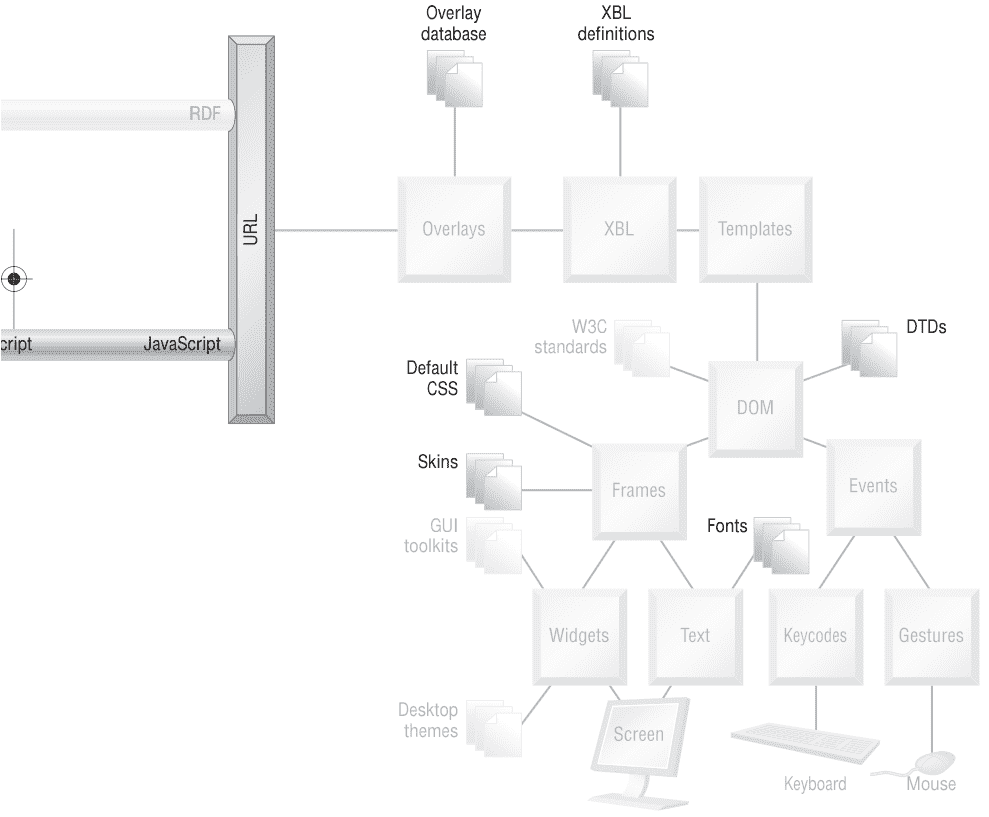 Overlay
database
XBL
definitions
RDF
URL
Overlays
XBL
Templates
cript
JavaScript
W3C
standards
DTDs
Default
CSS
DOM
Skins
Frames
Events
GUI
toolkits
Fonts
Widgets
Text
Keycodes
Gestures
Desktop
themes
Screen
Keyboard
Mouse